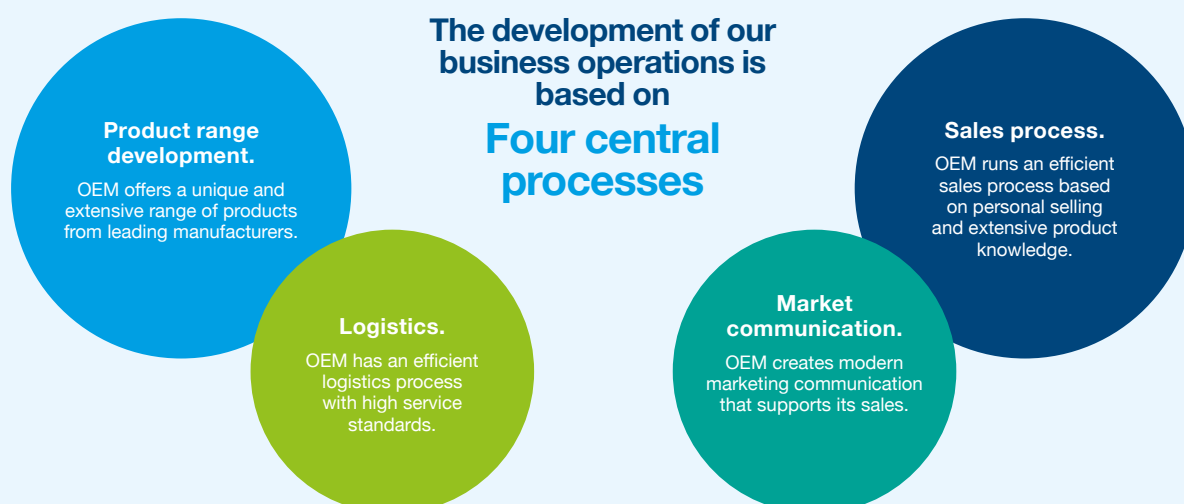 The development of our
business operations is
based on
Four central
processes
Product range
development.
OEM offers a unique and
extensive range of products
from leading manufacturers.
Logistics.
OEM has an efficient
logistics process
with high service
standards.
Market
communication.
OEM creates modern
marketing communication
that supports its sales.
Sales process.
OEM runs an efficient
sales process based
on personal selling
and extensive product
knowledge.